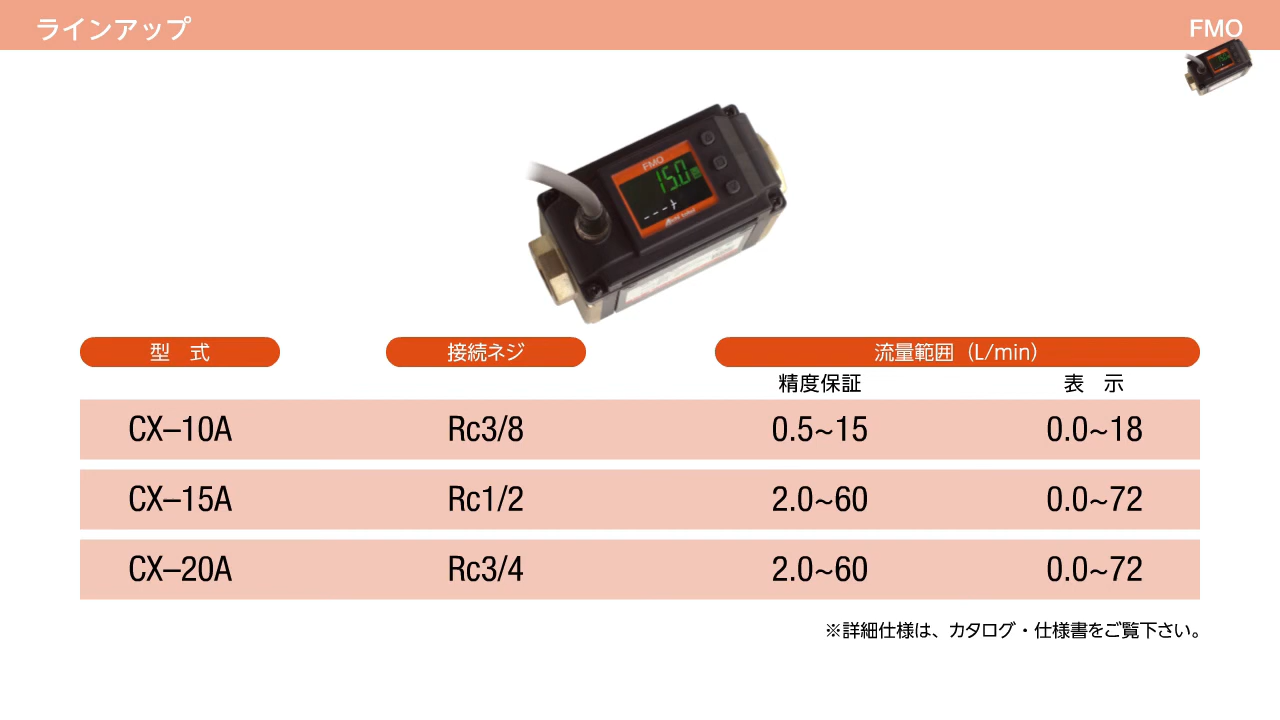 ラインアップ
FMO
FMO
15.0
型　式
接続ネジ
流量範囲（L/min）
精度保証
表　示
CX–10A
Rc3/8
0.5~15
0.0~18
CX–15A
Rc1/2
2.0~60
0.0~72
CX–20A
Rc3/4
2.0~60
0.0~72
※詳細仕様は、カタログ・仕様書をご覧下さい。